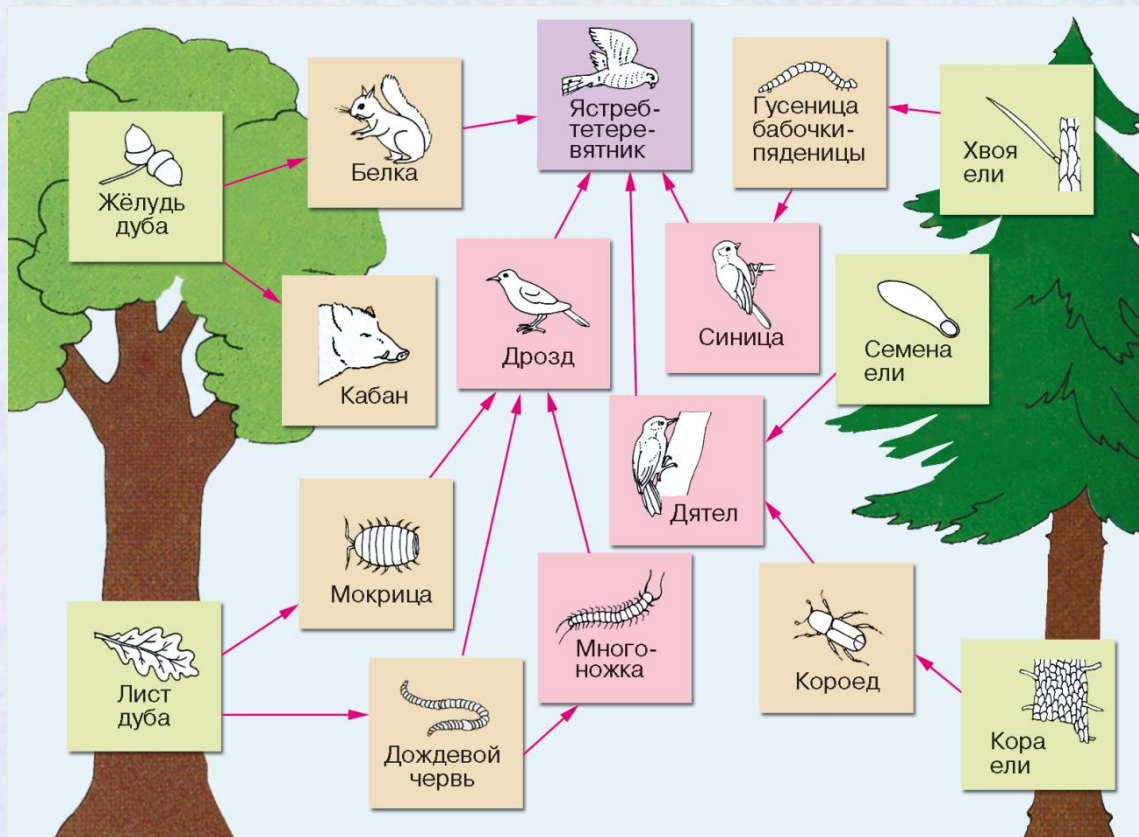 Жёлудь
дуба
Белка
Ястреб-
тетере-
вятник
Гусеница
бабочки-
пяденицы
Хвоя
ели
Кабан
Дрозд
Синица
Семена
ели
Мокрица
Дятел
Лист
дуба
Дождевой
червь
Много-
ножка
Короед
Кора
ели